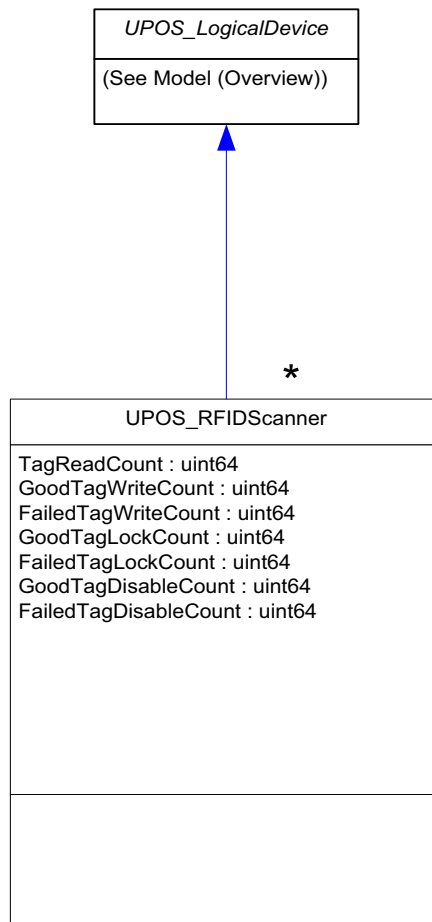 UPOS_LogicalDevice
(See Model (Overview))
*
UPOS_RFIDScanner
TagReadCount : uint64
GoodTagWriteCount : uint64
FailedTagWriteCount : uint64
GoodTagLockCount : uint64
FailedTagLockCount : uint64
GoodTagDisableCount : uint64
FailedTagDisableCount : uint64